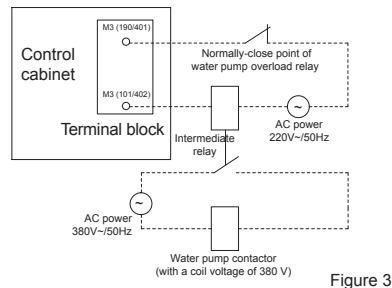 Control
cabinet
M3 (190/401)
M3 (101/402)
Terminal block
Normally-close point of
water pump overload relay
Intermediate
relay
~
AC power
220V~/50Hz
~
AC power
380V~/50Hz
Water pump contactor
(with a coil voltage of 380 V)
Figure 3